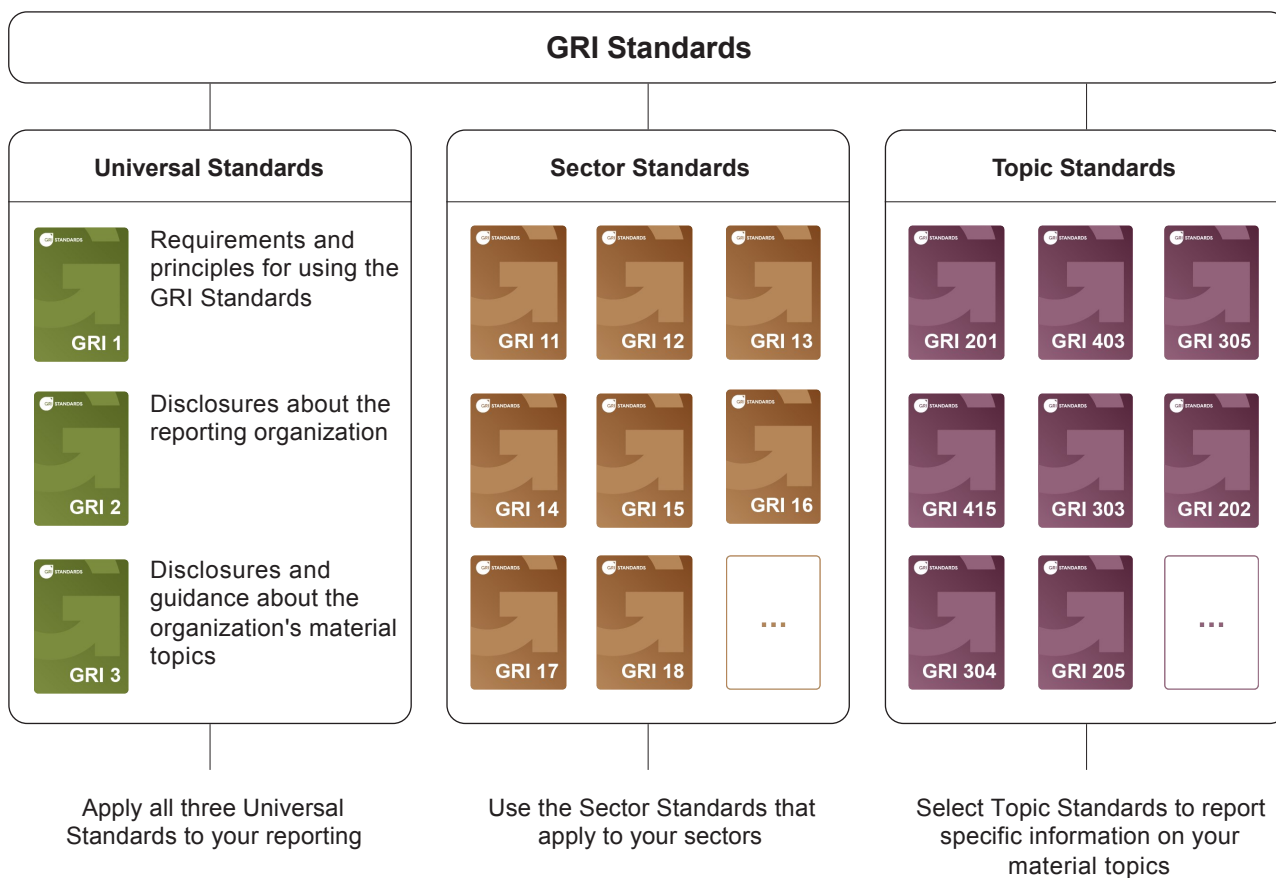 GRI Standards
Universal Standards
GRI STANDARDS
GRI 1
Requirements and
principles for using the
GRI Standards
GRI STANDARDS
GRI 2
Disclosures about the
reporting organization
GRI STANDARDS
GRI 3
Disclosures and
guidance about the
organization's material
topics
Apply all three Universal
Standards to your reporting
Sector Standards
GRI STANDARDS
GRI 11
GRI STANDARDS
GRI 12
GRI STANDARDS
GRI 13
GRI STANDARDS
GRI 14
GRI STANDARDS
GRI 15
GRI STANDARDS
GRI 16
GRI STANDARDS
GRI 17
GRI STANDARDS
GRI 18
...
Use the Sector Standards that
apply to your sectors
Topic Standards
GRI STANDARDS
GRI 201
GRI STANDARDS
GRI 403
GRI STANDARDS
GRI 305
GRI STANDARDS
GRI 415
GRI STANDARDS
GRI 303
GRI STANDARDS
GRI 202
GRI STANDARDS
GRI 304
GRI STANDARDS
GRI 205
...
Select Topic Standards to report
specific information on your
material topics